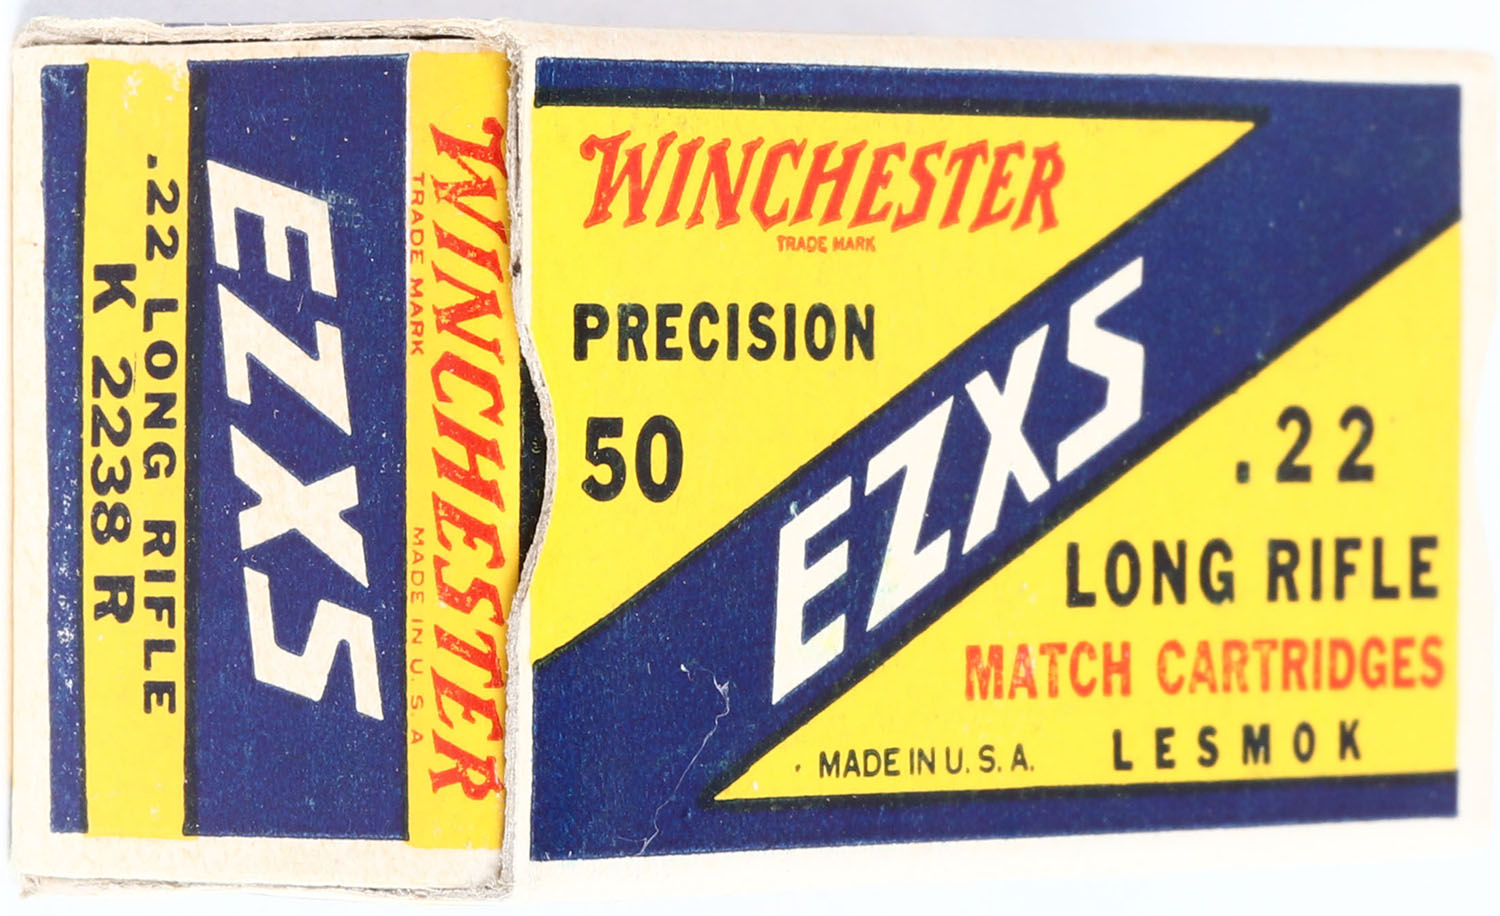 WINCHESTER
TRADE MARK
PRECISION
50
EZXS
.22
LONG RIFLE
MATCH CARTRIDGES
LESMOK
MADE IN U. S. A.
WINCHESTER
TRADE MARK MADE IN U. S. A
EZXS
.22 LONG RIFLE
K 2238 R